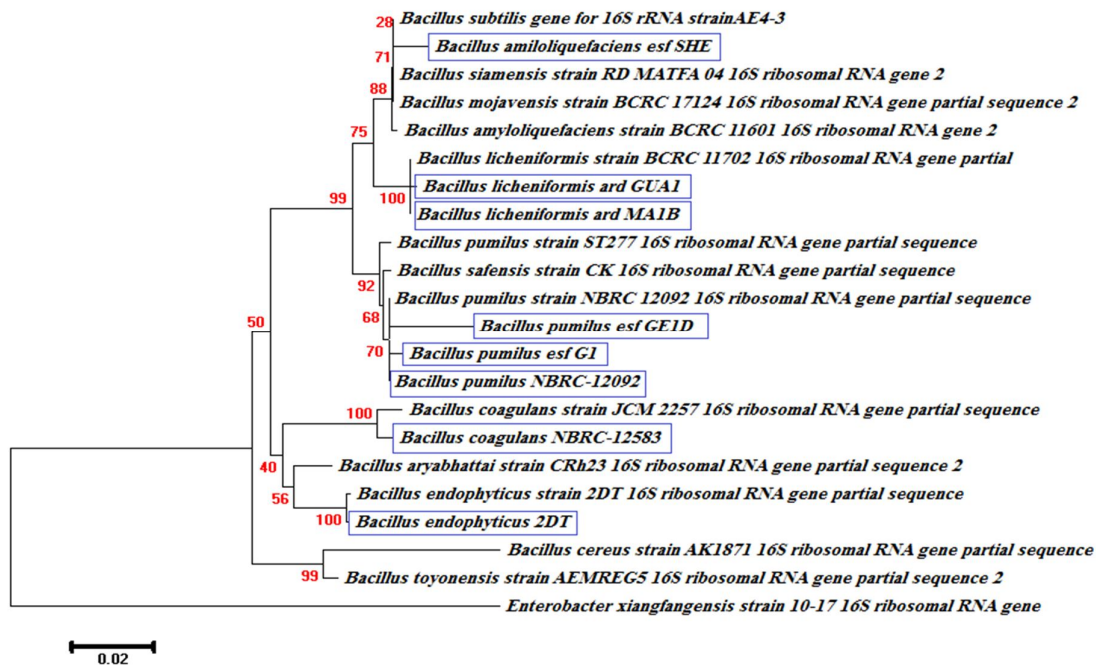 28
Bacillus subtilis gene for 16S rRNA strainAE4-3
Bacillus amiloliquefaciens esf SHE
71
Bacillus siamensis strain RD MATFA 04 16S ribosomal RNA gene 2
88
Bacillus mojavensis strain BCRC 17124 16S ribosomal RNA gene partial sequence 2
75
Bacillus amyloliquefaciens strain BCRC 11601 16S ribosomal RNA gene 2
Bacillus licheniformis strain BCRC 11702 16S ribosomal RNA gene partial
Bacillus licheniformis ard GUA1
99
100
Bacillus licheniformis ard MA1B
Bacillus pumilus strain ST277 16S ribosomal RNA gene partial sequence
Bacillus safensis strain CK 16S ribosomal RNA gene partial sequence
92
Bacillus pumilus strain NBRC 12092 16S ribosomal RNA gene partial sequence
68
50
Bacillus pumilus esf GE1D
70
Bacillus pumilus esf G1
Bacillus pumilus NBRC-12092
100
Bacillus coagulans strain JCM 2257 16S ribosomal RNA gene partial sequence
Bacillus coagulans NBRC-12583
40
Bacillus aryabhattai strain CRh23 16S ribosomal RNA gene partial sequence 2
56
Bacillus endophyticus strain 2DT 16S ribosomal RNA gene partial sequence
100
Bacillus endophyticus 2DT
Bacillus cereus strain AK1871 16S ribosomal RNA gene partial sequence
99
Bacillus toyonensis strain AEMREG5 16S ribosomal RNA gene partial sequence 2
Enterobacter xiangfangensis strain 10-17 16S ribosomal RNA gene
0.02